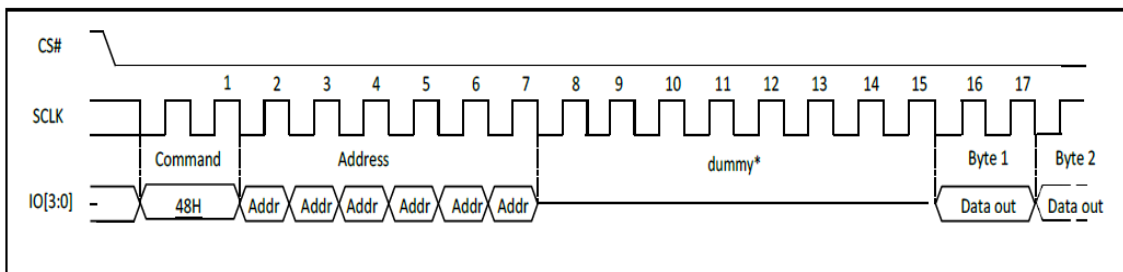 CS#
1 2 3 4 5 6 7 8 9 10 11 12 13 14 15 16 17
SCLK
Command Address dummy* Byte 1 Byte 2
IO[3:0] 48H Addr Addr Addr Addr Addr Addr Data out Data out